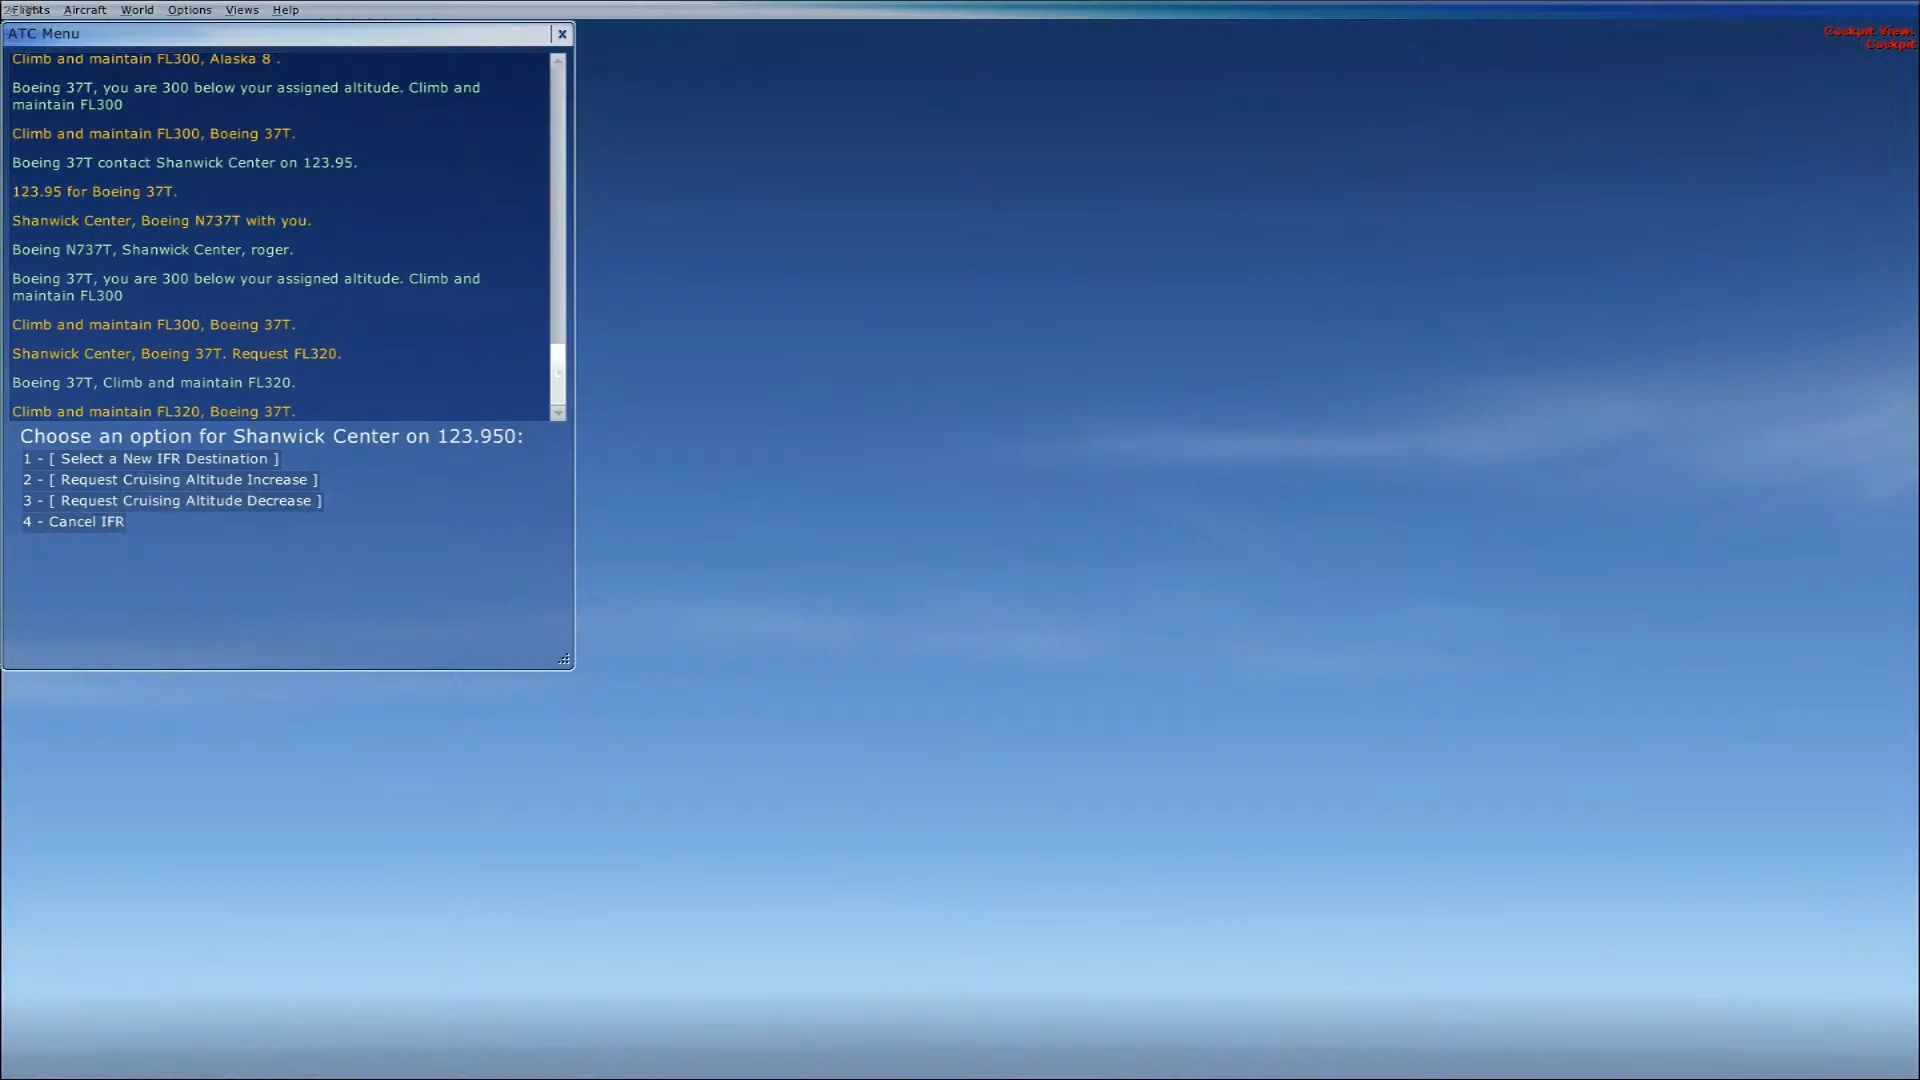 Flights Aircraft World Options Views Help
ATC Menu
Cockpit View:
Cockpit
Climb and maintain FL300, Alaska 8 .
Boeing 37T, you are 300 below your assigned altitude. Climb and
maintain FL300
Climb and maintain FL300, Boeing 37T.
Boeing 37T contact Shanwick Center on 123.95.
123.95 for Boeing 37T.
Shanwick Center, Boeing N737T with you.
Boeing N737T, Shanwick Center, roger.
Boeing 37T, you are 300 below your assigned altitude. Climb and
maintain FL300
Climb and maintain FL300, Boeing 37T.
Shanwick Center, Boeing 37T. Request FL320.
Boeing 37T, Climb and maintain FL320.
Climb and maintain FL320, Boeing 37T.
Choose an option for Shanwick Center on 123.950:
1 - [ Select a New IFR Destination ]
2 - [ Request Cruising Altitude Increase ]
3 - [ Request Cruising Altitude Decrease ]
4 - Cancel IFR